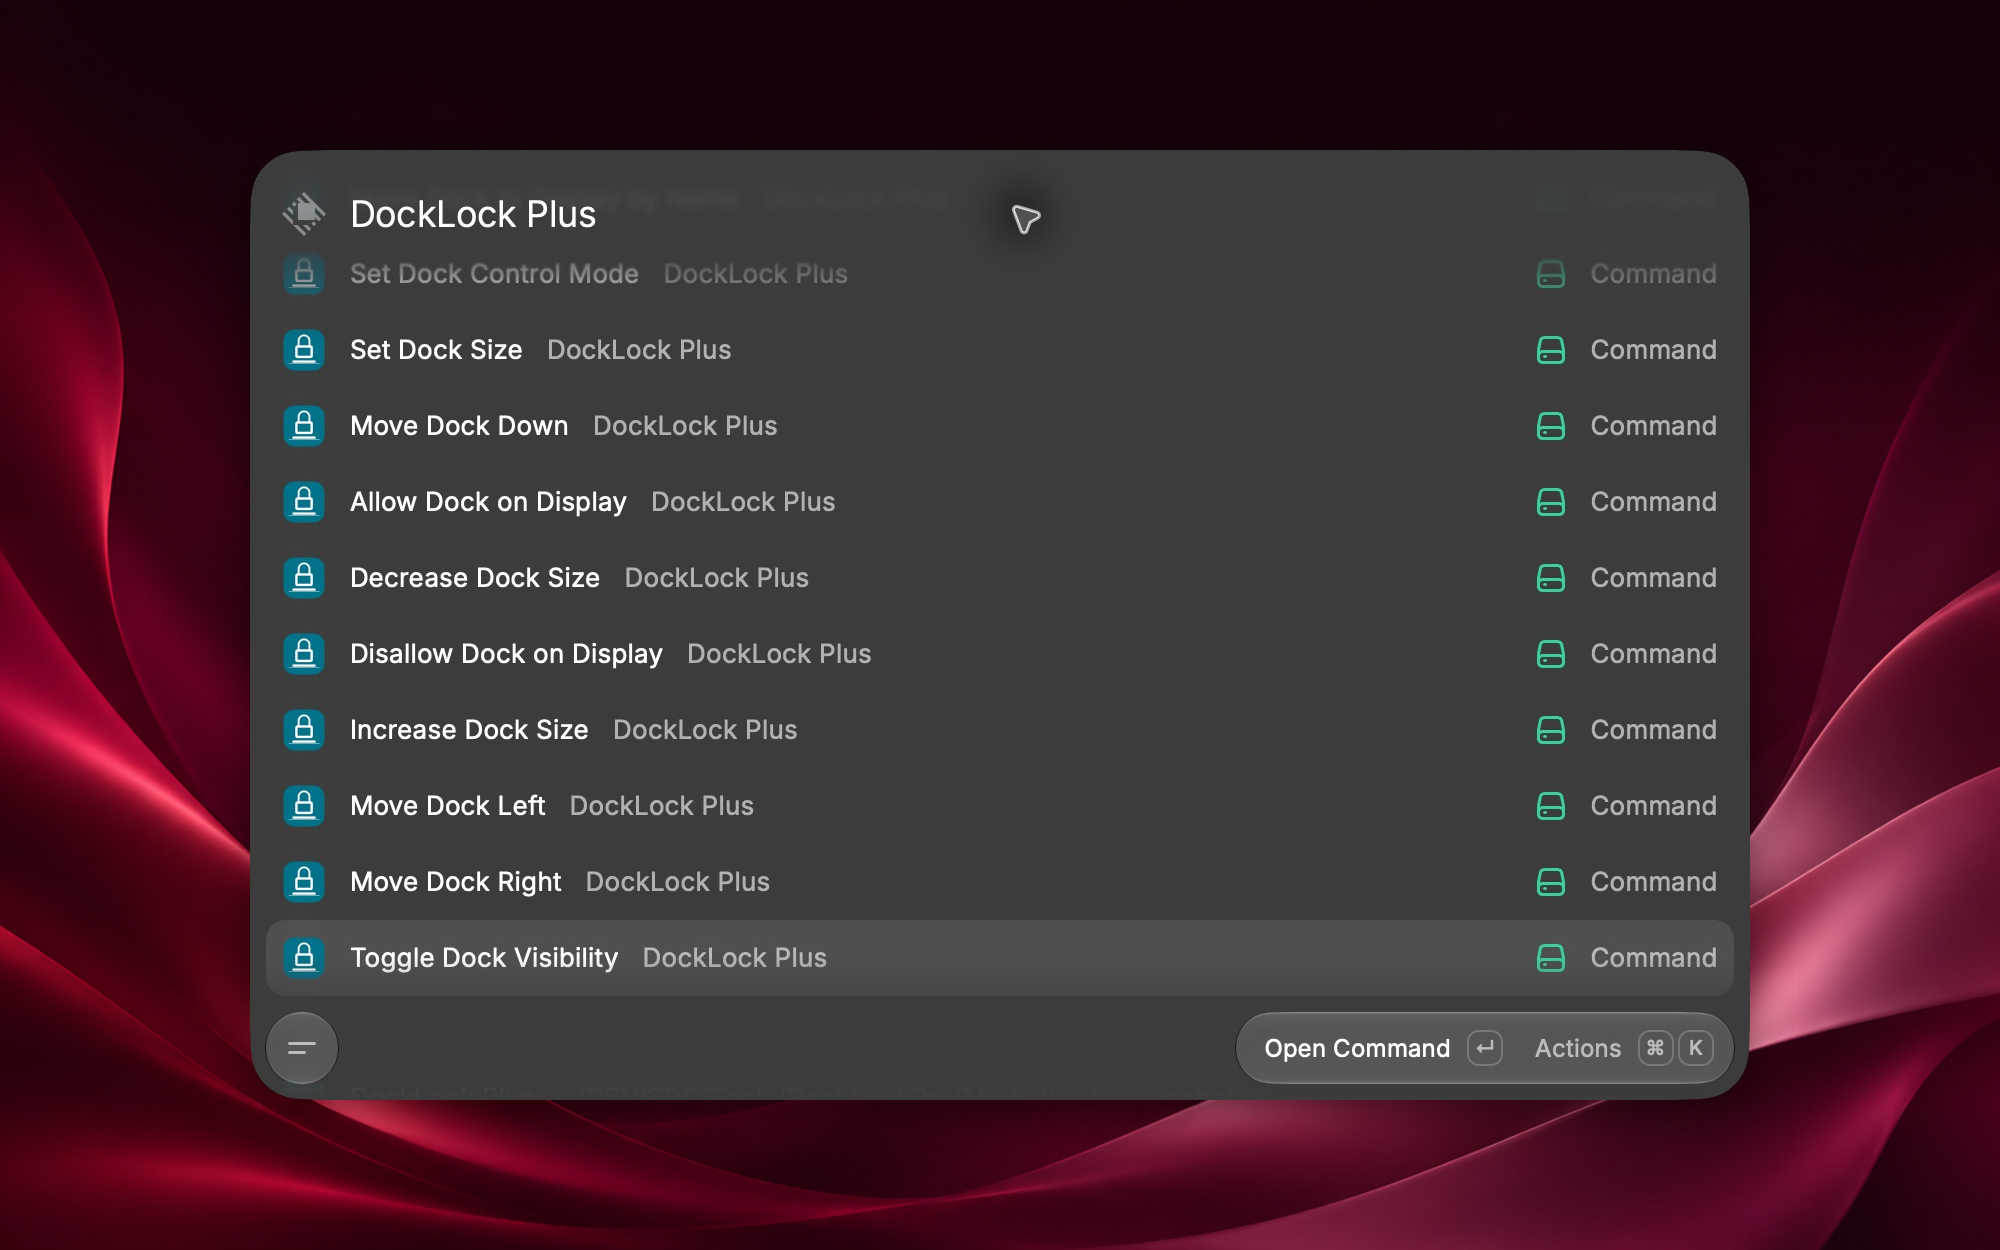 DockLock Plus
Set Dock Control Mode DockLock Plus Command
Set Dock Size DockLock Plus Command
Move Dock Down DockLock Plus Command
Allow Dock on Display DockLock Plus Command
Decrease Dock Size DockLock Plus Command
Disallow Dock on Display DockLock Plus Command
Increase Dock Size DockLock Plus Command
Move Dock Left DockLock Plus Command
Move Dock Right DockLock Plus Command
Toggle Dock Visibility DockLock Plus Command
Open Command ↵ Actions ⌘ K